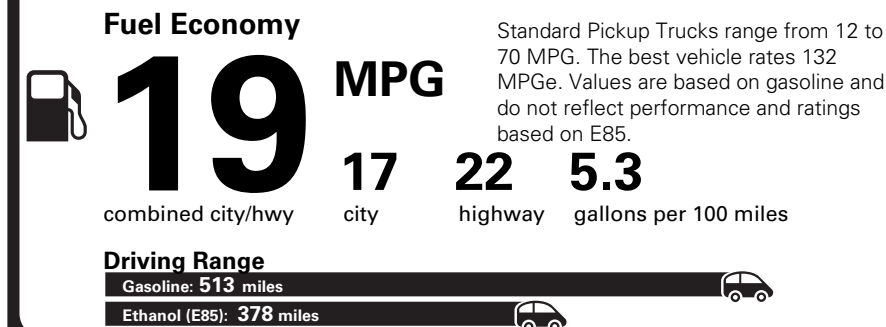 Fuel Economy
19 MPG
Standard Pickup Trucks range from 12 to
70 MPG. The best vehicle rates 132
MPGe. Values are based on gasoline and
do not reflect performance and ratings
based on E85.
17 22 5.3
combined city/hwy city highway gallons per 100 miles
Driving Range
Gasoline: 513 miles
Ethanol (E85): 378 miles